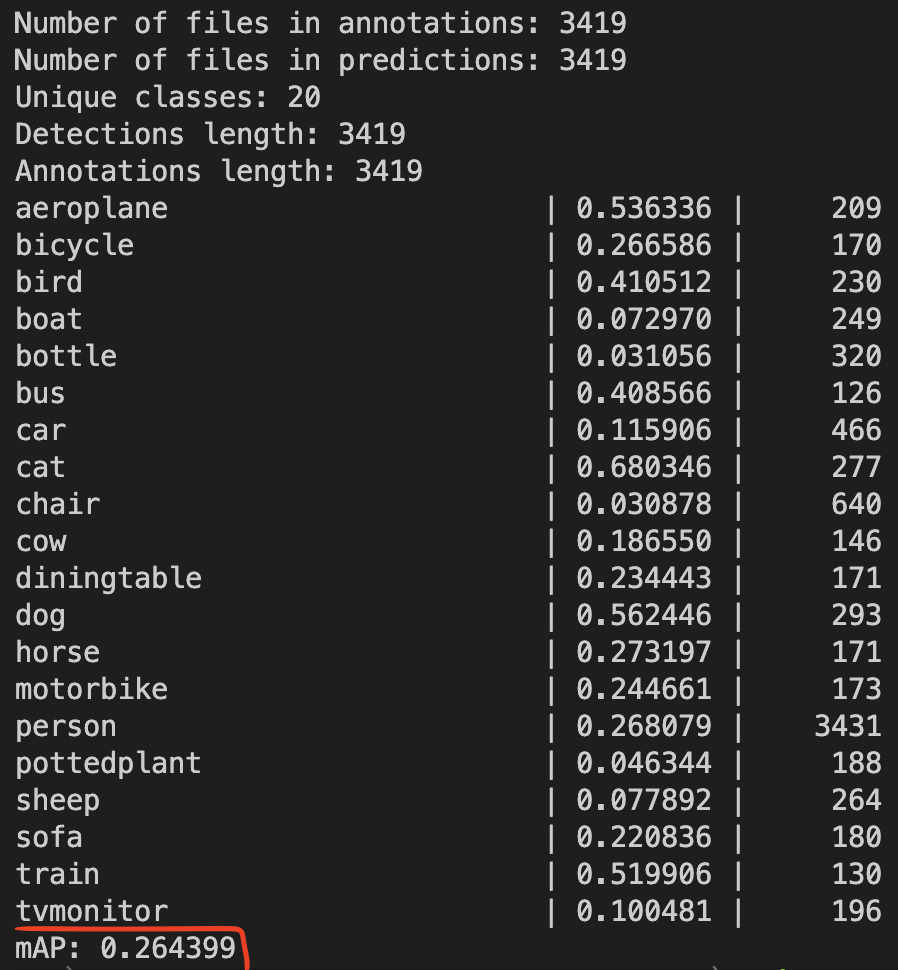 Number of files in annotations: 3419
Number of files in predictions: 3419
Unique classes: 20
Detections length: 3419
Annotations length: 3419
aeroplane | 0.536336 | 209
bicycle | 0.266586 | 170
bird | 0.410512 | 230
boat | 0.072970 | 249
bottle | 0.031056 | 320
bus | 0.408566 | 126
car | 0.115906 | 466
cat | 0.680346 | 277
chair | 0.030878 | 640
cow | 0.186550 | 146
diningtable | 0.234443 | 171
dog | 0.562446 | 293
horse | 0.273197 | 171
motorbike | 0.244661 | 173
person | 0.268079 | 3431
pottedplant | 0.046344 | 188
sheep | 0.077892 | 264
sofa | 0.220836 | 180
train | 0.519906 | 130
tvmonitor | 0.100481 | 196
mAP: 0.264399